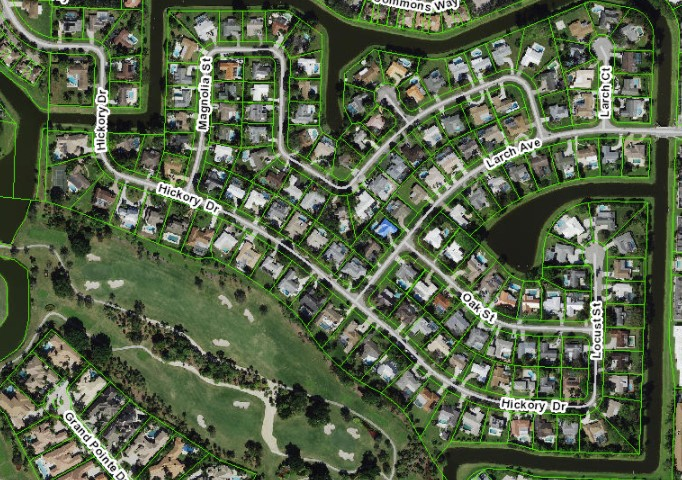 Commons Way
Hickory Dr
Magnolia St
Larch Ct
Larch Ave
Hickory Dr
Oak St
Locust St
Hickory Dr
Grand Pointe D